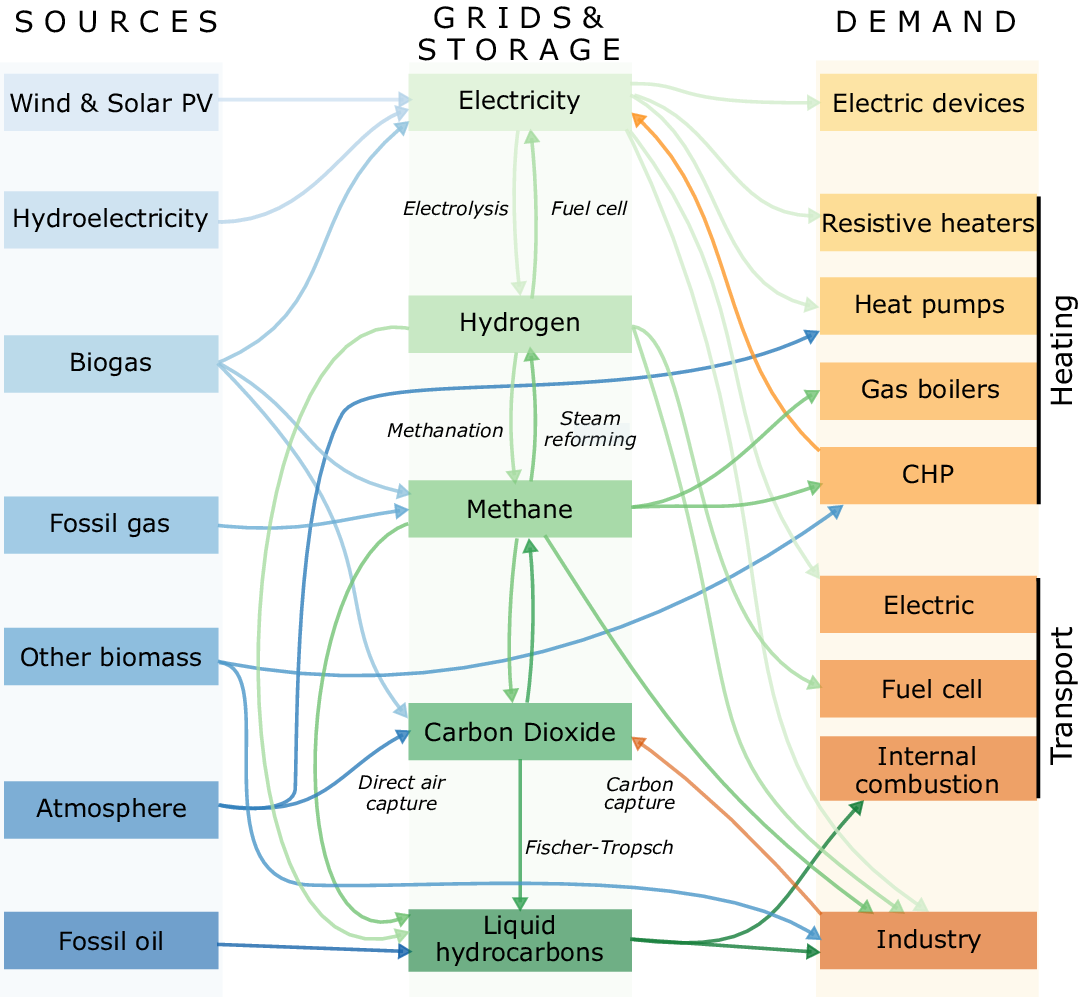 SOURCES
GRIDS &
STORAGE
DEMAND
Wind & Solar PV
Hydroelectricity
Biogas
Fossil gas
Other biomass
Atmosphere
Fossil oil
Electricity
Electrolysis
Fuel cell
Hydrogen
Methanation
Steam
reforming
Methane
Carbon Dioxide
Direct air
capture
Carbon
capture
Fischer-Tropsch
Liquid
hydrocarbons
Electric devices
Resistive heaters
Heat pumps
Gas boilers
CHP
Heating
Electric
Fuel cell
Internal
combustion
Transport
Industry